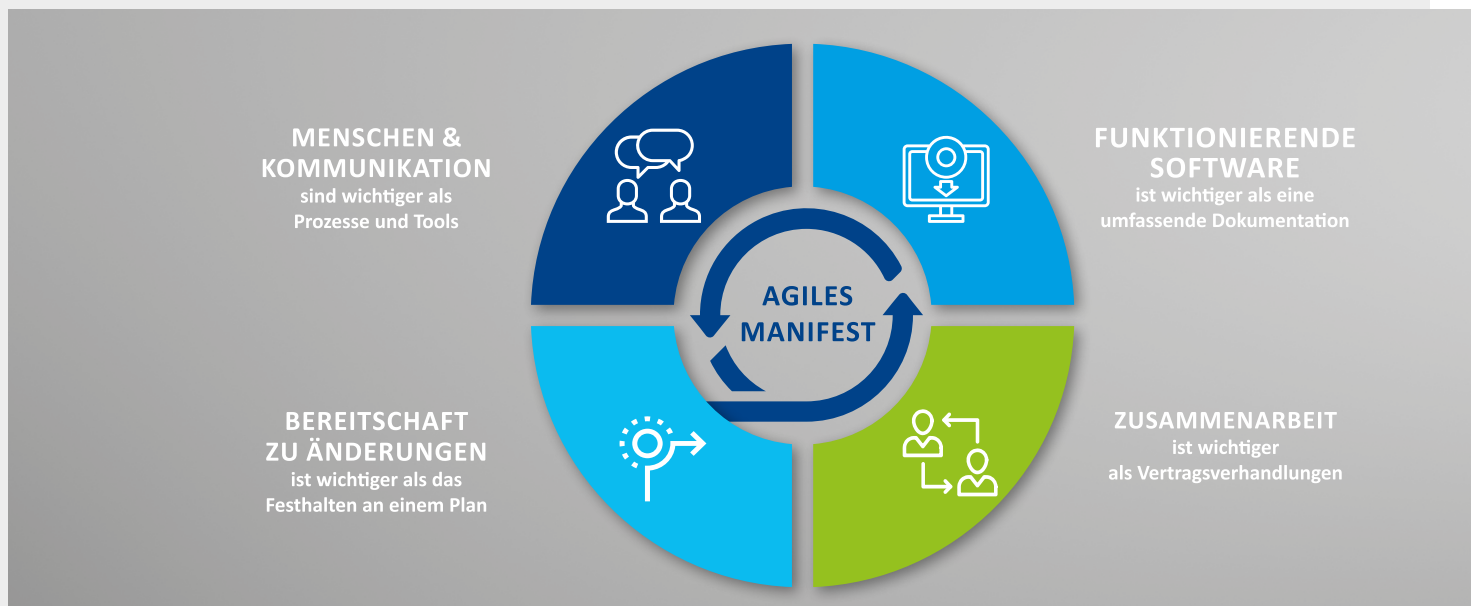 MENSCHEN &
KOMMUNIKATION
sind wichtiger als
Prozesse und Tools
FUNKTIONIERENDE
SOFTWARE
ist wichtiger als eine
umfassende Dokumentation
AGILES
MANIFEST
BEREITSCHAFT
ZU ÄNDERUNGEN
ist wichtiger als das
Festhalten an einem Plan
ZUSAMMENARBEIT
ist wichtiger
als Vertragsverhandlungen